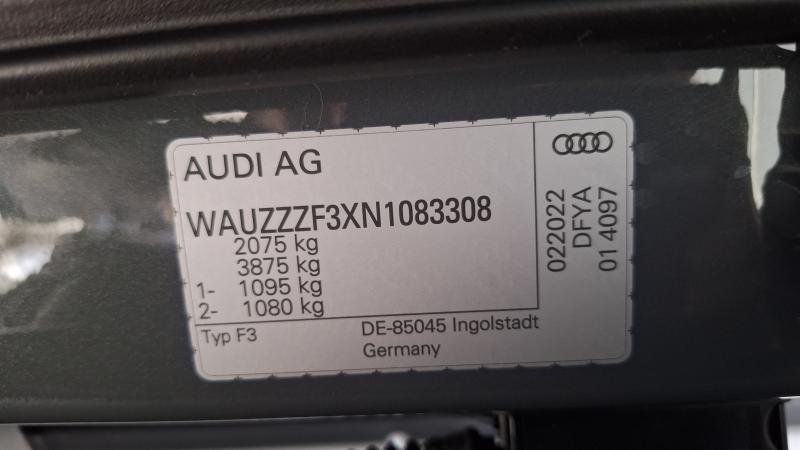 AUDI AG
WAUZZZF3XN1083308
2075 kg
3875 kg
1- 1095 kg
2- 1080 kg
Typ F3
DE-85045 Ingolstadt
Germany
022022
DFYA
01 4097